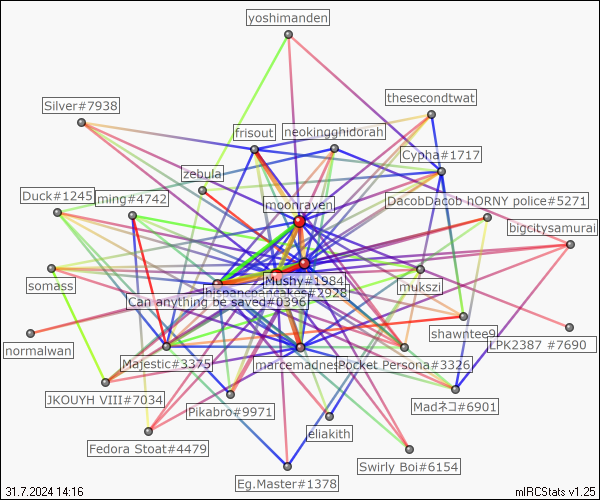 yoshimanden
thesecondtwat
Silver#7938
frisout
neokingghidorah
Cypha#1717
zebula
Duck#1245
ming#4742
moonraven
DacobDacob hORNY police#5271
bigcitysamurai
Mushy#1984
somass
mukszi
hispancpancakes#2928
Can anything be saved#0396
shawntee9
LPK2387 #7690
normalwan
Majestic#3375
marcemadness
Pocket Persona#3326
JKOUYH VIII#7034
Pikabro#9971
Madネコ#6901
eliakith
Fedora Stoat#4479
Swirly Boi#6154
Eg.Master#1378
31.7.2024 14:16
mIRCStats v1.25